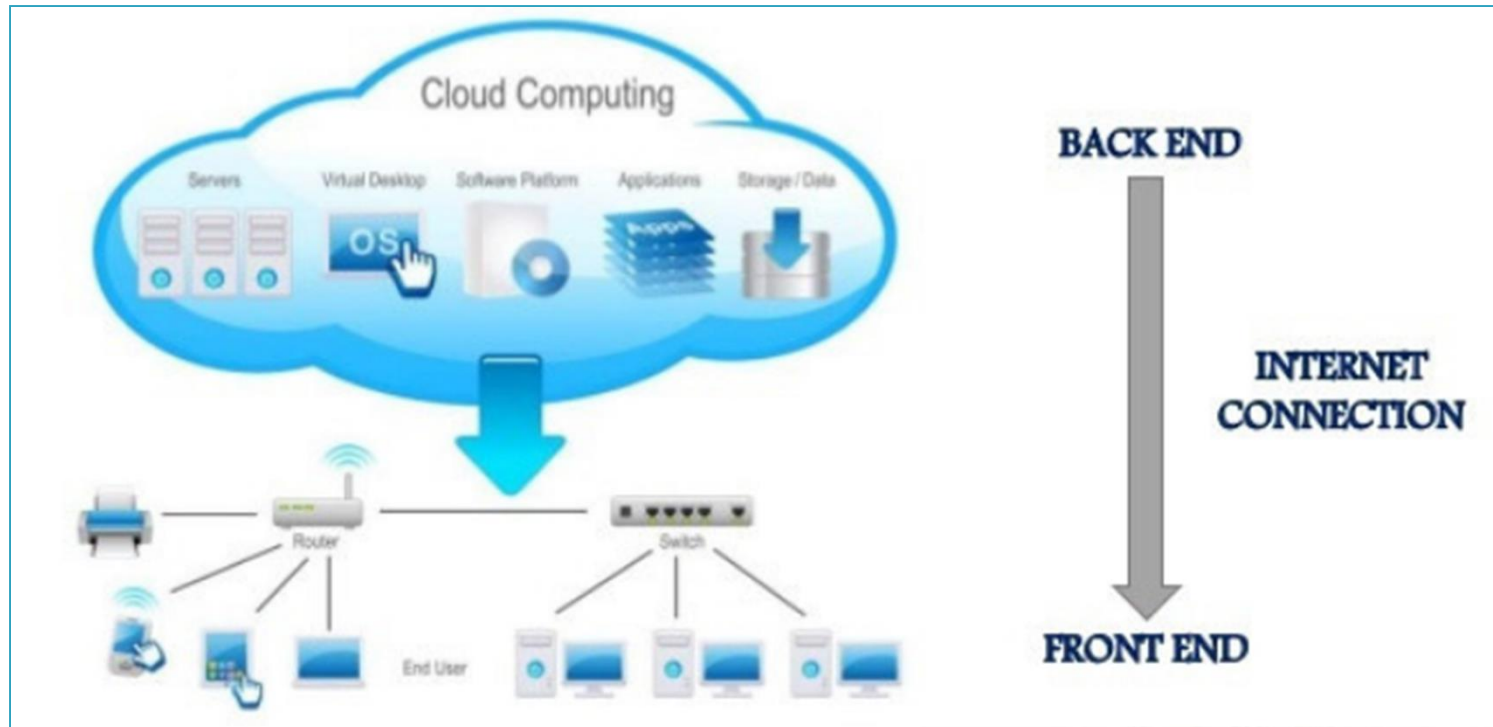 Cloud Computing
Servers
Virtual Desktop
Software Platform
Applications
Storage / Data
OS
Apps
Router
Switch
End User
BACK END
INTERNET
CONNECTION
FRONT END